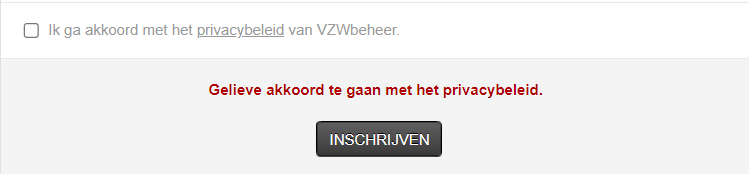 Ik ga akkoord met het privacybeleid van VZWbeheer.
Gelieve akkoord te gaan met het privacybeleid.
INSCHRIJVEN